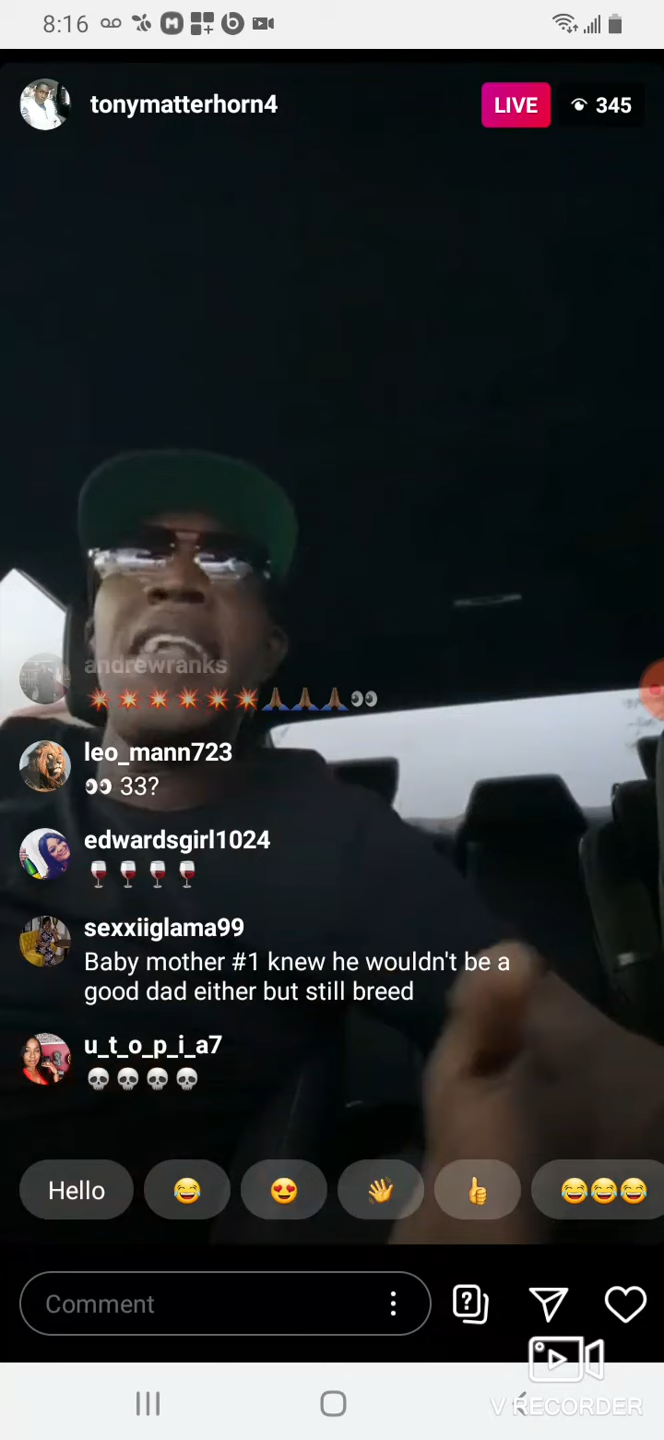 8:16
tonymatterhorn4
LIVE 345
andrewranks
💥💥💥💥💥💥🙏🏾🙏🏾🙏🏾👀
leo_mann723
👀 33?
edwardsgirl1024
🍷🍷🍷🍷
sexxiiglama99
Baby mother #1 knew he wouldn't be a
good dad either but still breed
u_t_o_p_i_a7
💀💀💀💀
Hello 😂 😍 👋 👍 😂😂😂
Comment
V RECORDER